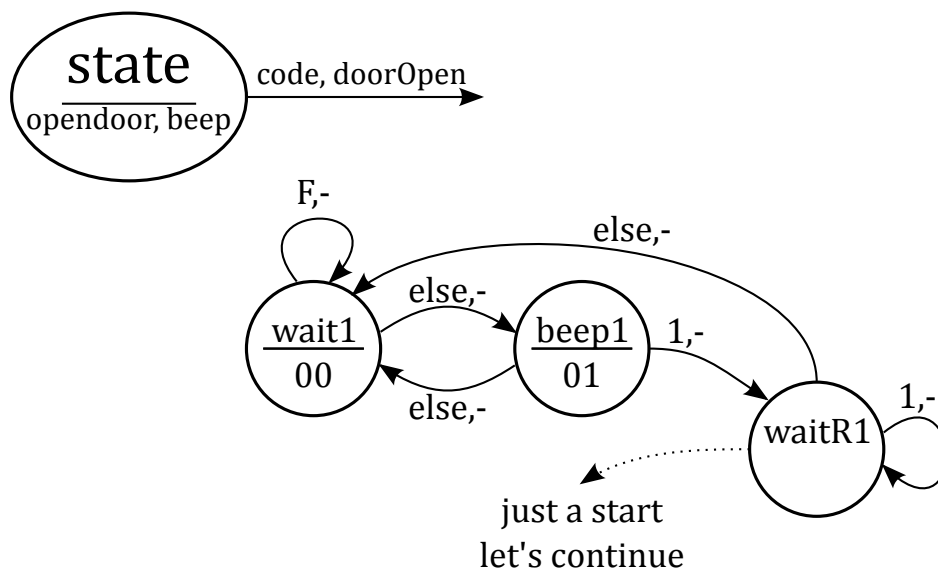 state
code, doorOpen
opendoor, beep
F,-
else,-
else,-
wait1
00
beep1
01
1,-
else,-
waitR1
1,-
just a start
let's continue